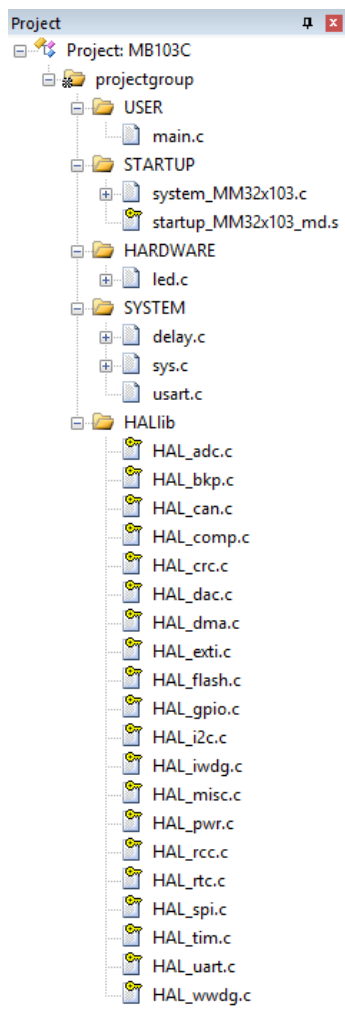 Project
Project: MB103C
projectgroup
USER
main.c
STARTUP
system_MM32x103.c
startup_MM32x103_md.s
HARDWARE
led.c
SYSTEM
delay.c
sys.c
usart.c
HALlib
HAL_adc.c
HAL_bkp.c
HAL_can.c
HAL_comp.c
HAL_crc.c
HAL_dac.c
HAL_dma.c
HAL_exti.c
HAL_flash.c
HAL_gpio.c
HAL_i2c.c
HAL_iwdg.c
HAL_misc.c
HAL_pwr.c
HAL_rcc.c
HAL_rtc.c
HAL_spi.c
HAL_tim.c
HAL_uart.c
HAL_wwdg.c